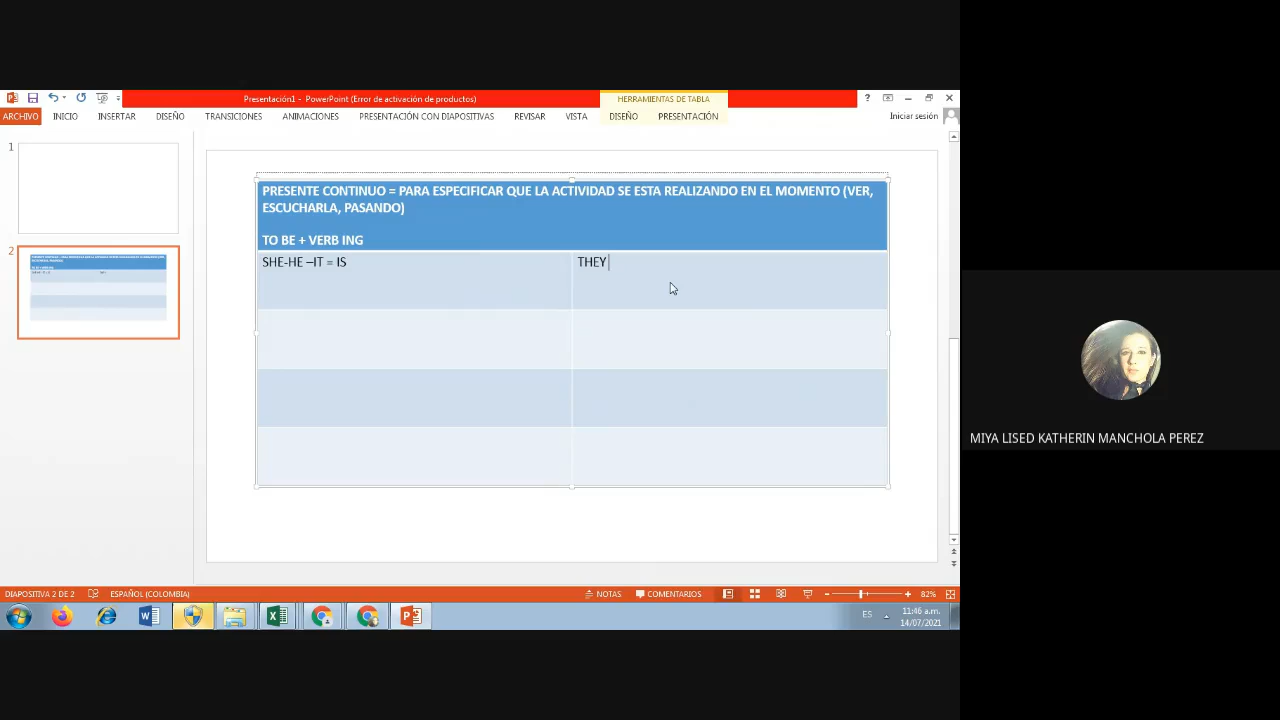 Presentación1 - PowerPoint (Error de activación de productos)
HERRAMIENTAS DE TABLA
?
ARCHIVO INICIO INSERTAR DISEÑO TRANSICIONES ANIMACIONES PRESENTACIÓN CON DIAPOSITIVAS REVISAR VISTA DISEÑO PRESENTACIÓN Iniciar sesión
1
2
PRESENTE CONTINUO = PARA ESPECIFICAR QUE LA ACTIVIDAD SE ESTA REALIZANDO EN EL MOMENTO (VER,
ESCUCHARLA, PASANDO)
TO BE + VERB ING
SHE-HE –IT = IS
THEY
MIYA LISED KATHERIN MANCHOLA PEREZ
DIAPOSITIVA 2 DE 2 ESPAÑOL (COLOMBIA) NOTAS COMENTARIOS 82%
ES
11:46 a.m.
14/07/2021